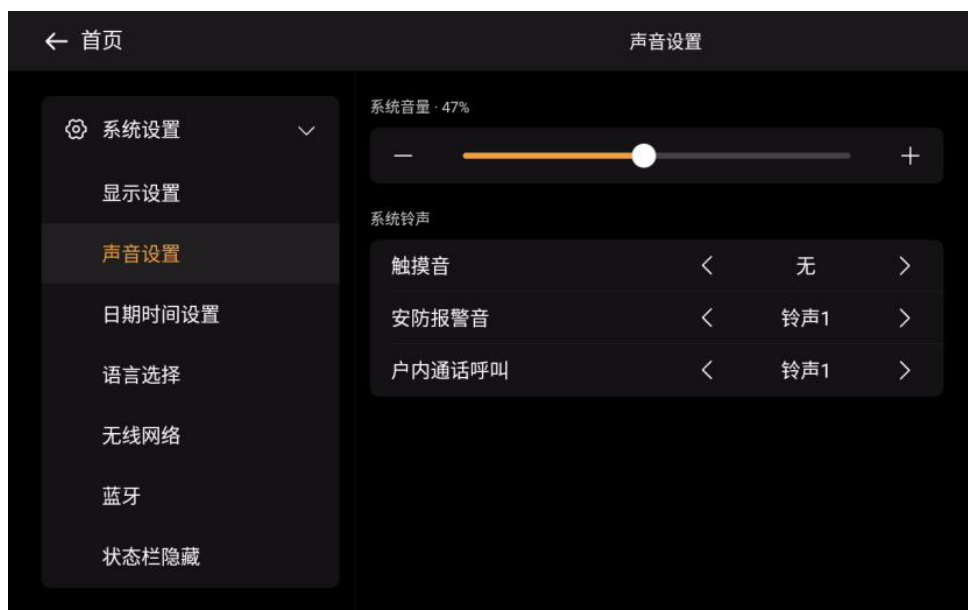 首页
声音设置
系统设置
显示设置
声音设置
日期时间设置
语言选择
无线网络
蓝牙
状态栏隐藏
系统音量 · 47%
系统铃声
触摸音 无
安防报警音 铃声1
户内通话呼叫 铃声1